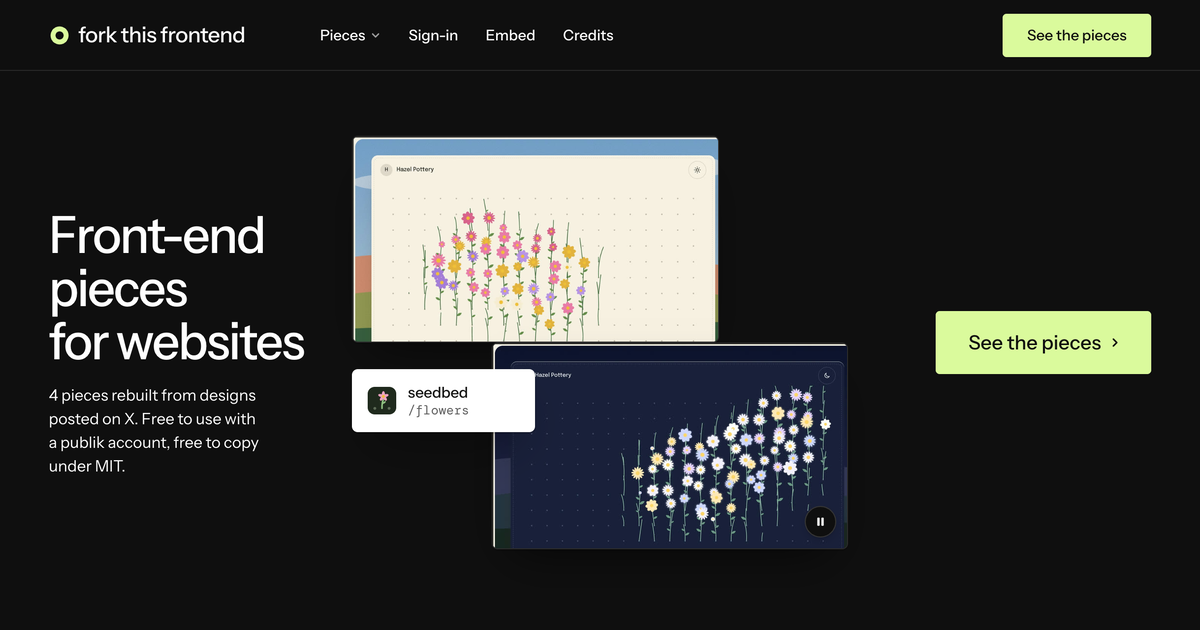 fork this frontend
Pieces
Sign-in
Embed
Credits
See the pieces
Front-end
pieces
for websites
4 pieces rebuilt from designs
posted on X. Free to use with
a publik account, free to copy
under MIT.
H
Hazel Pottery
seedbed
/flowers
Hazel Pottery
See the pieces